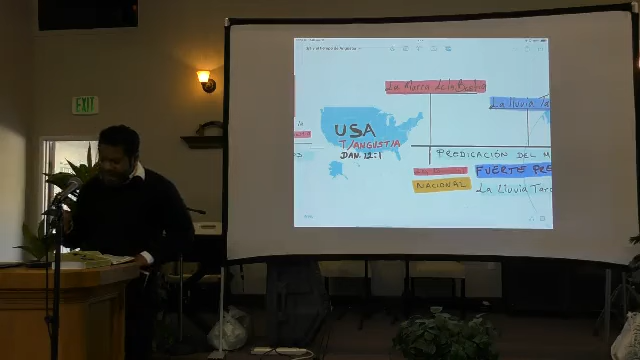 EXIT
La Marca de la Bestia
La Lluvia
USA
T/ANGUSTIA
DAN. 12:1
PREDICACIÓN DEL M
NACIONAL
FUERTE PRE
La Lluvia Tard